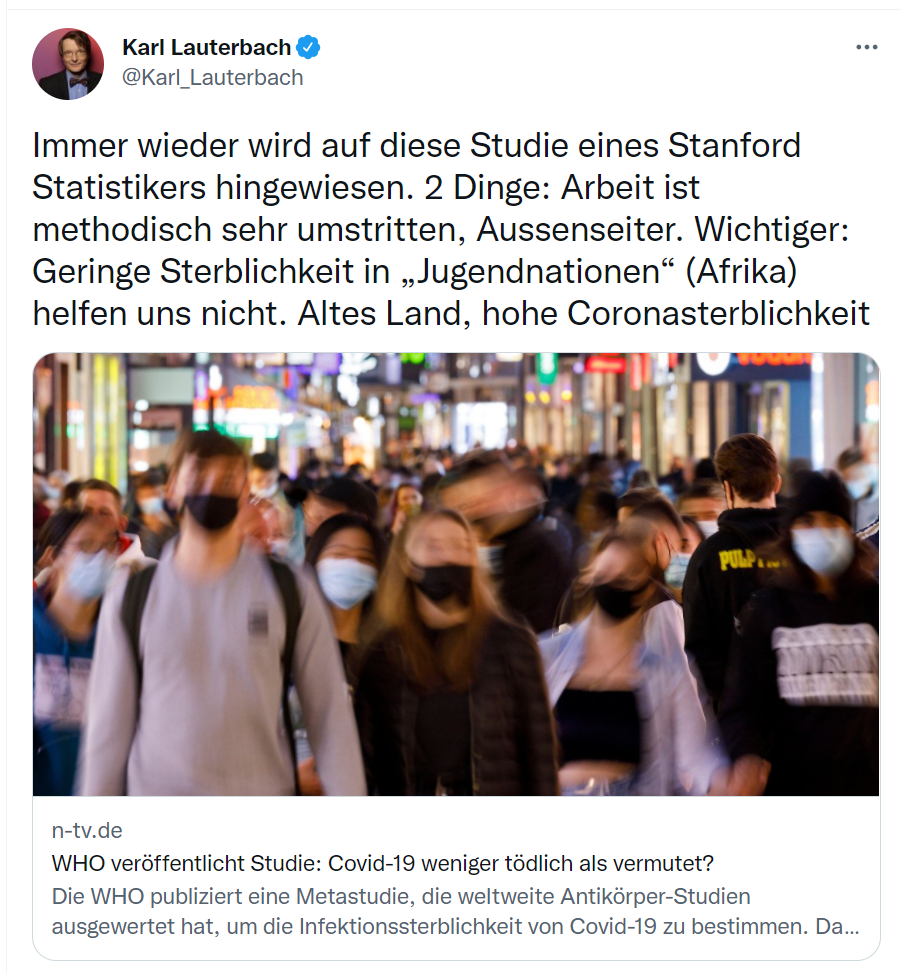 Karl Lauterbach
@Karl_Lauterbach
Immer wieder wird auf diese Studie eines Stanford
Statistikers hingewiesen. 2 Dinge: Arbeit ist
methodisch sehr umstritten, Aussenseiter. Wichtiger:
Geringe Sterblichkeit in „Jugendnationen“ (Afrika)
helfen uns nicht. Altes Land, hohe Coronasterblichkeit
PULP
n-tv.de
WHO veröffentlicht Studie: Covid-19 weniger tödlich als vermutet?
Die WHO publiziert eine Metastudie, die weltweite Antikörper-Studien
ausgewertet hat, um die Infektionssterblichkeit von Covid-19 zu bestimmen. Da...